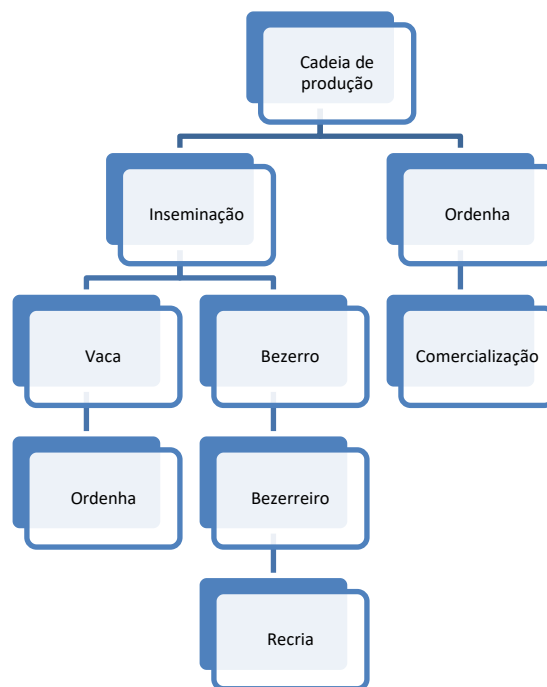 Cadeia de
produção
Inseminação
Ordenha
Vaca
Bezerro
Comercialização
Ordenha
Bezerreiro
Recria